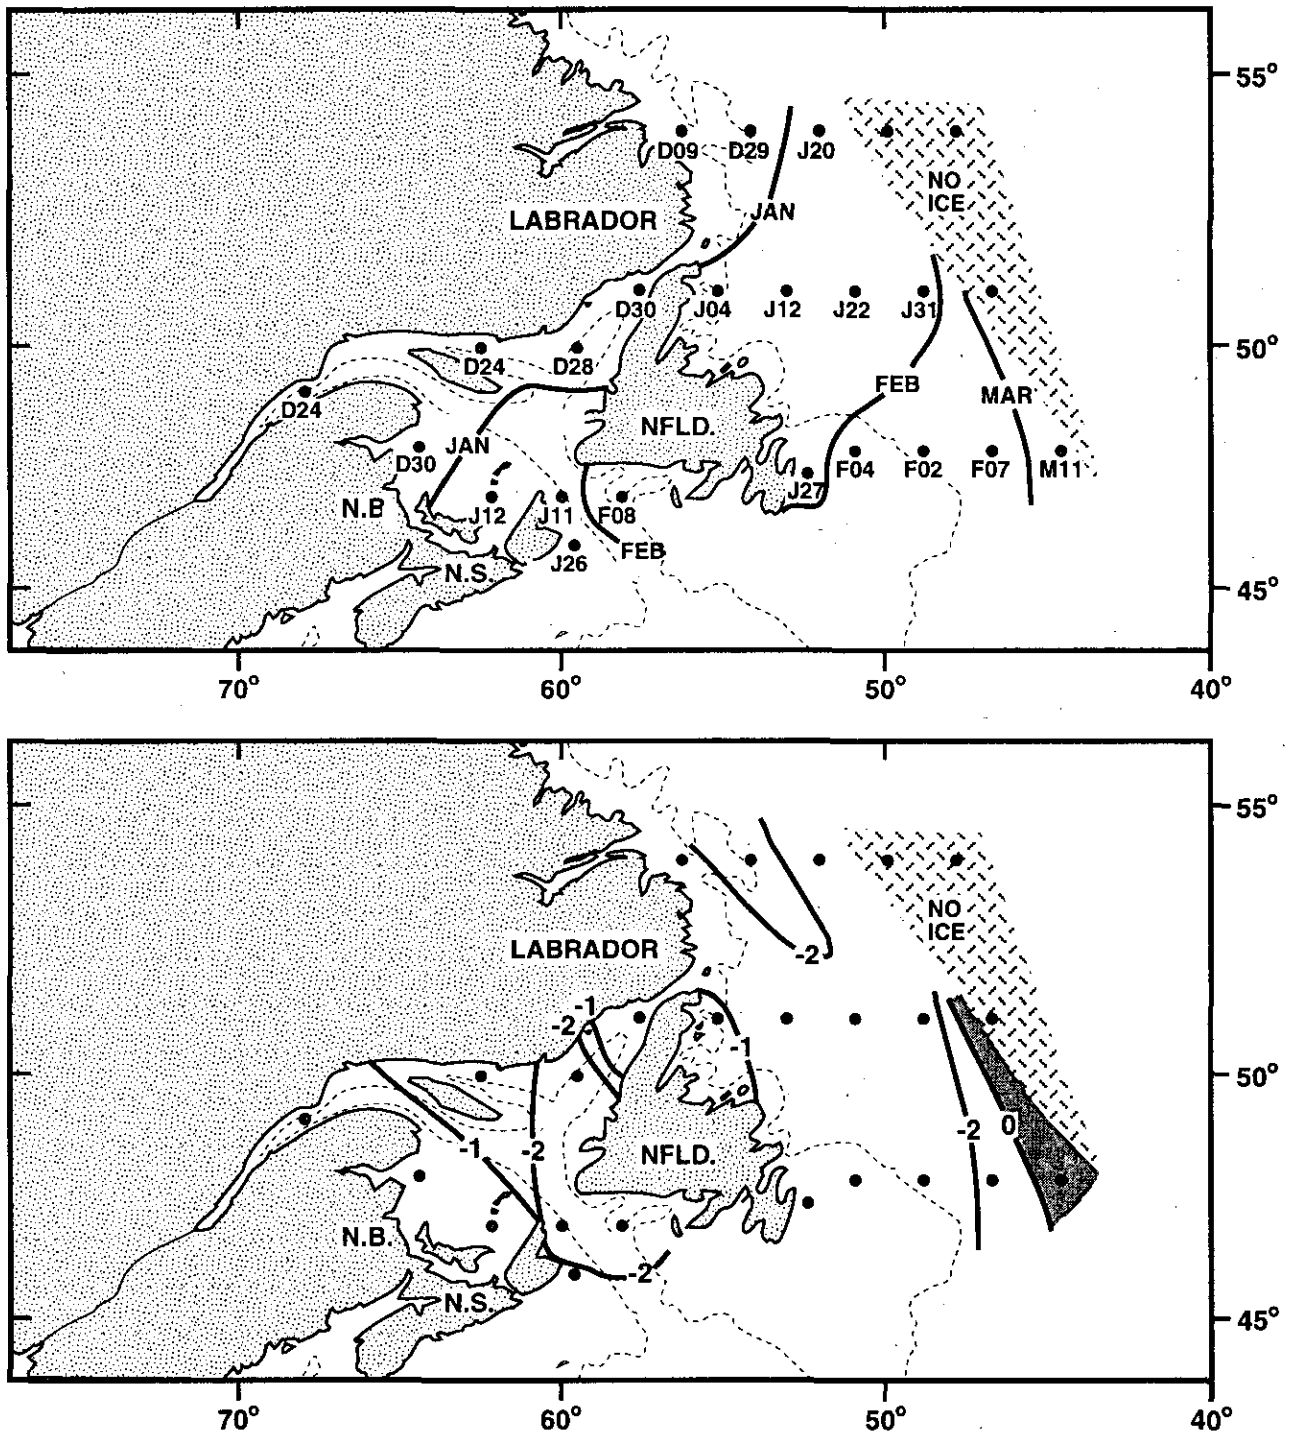 55°
D09 D29 J20
NO
ICE
JAN
LABRADOR
D30 J04 J12 J22 J31
50°
D24 D28
FEB
MAR
D24
NFLD.
JAN
D30 F04 F02 F07 M11
J27
N.B
J12 J11 F08
FEB
J26
N.S.
45°
70° 60° 50° 40°
55°
NO
ICE
LABRADOR
-2
-1
-2
-1
50°
-2 0
-1 -2 NFLD.
N.B.
-2
N.S.
45°
70° 60° 50° 40°